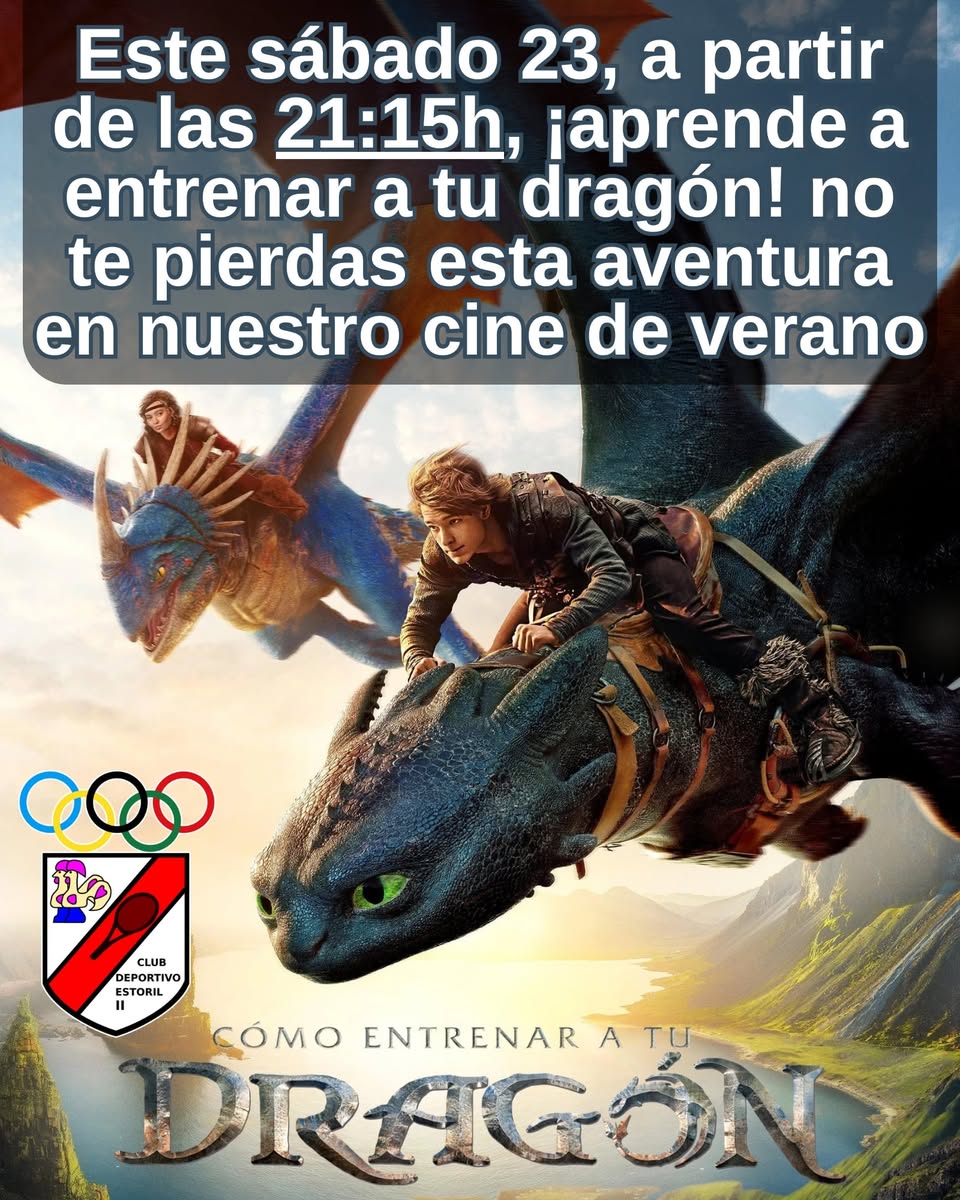 Este sábado 23, a partir
de las 21:15h, ¡aprende a
entrenar a tu dragón! no
te pierdas esta aventura
en nuestro cine de verano
CLUB
DEPORTIVO
ESTORIL
II
CÓMO ENTRENAR A TU
DRAGÓN